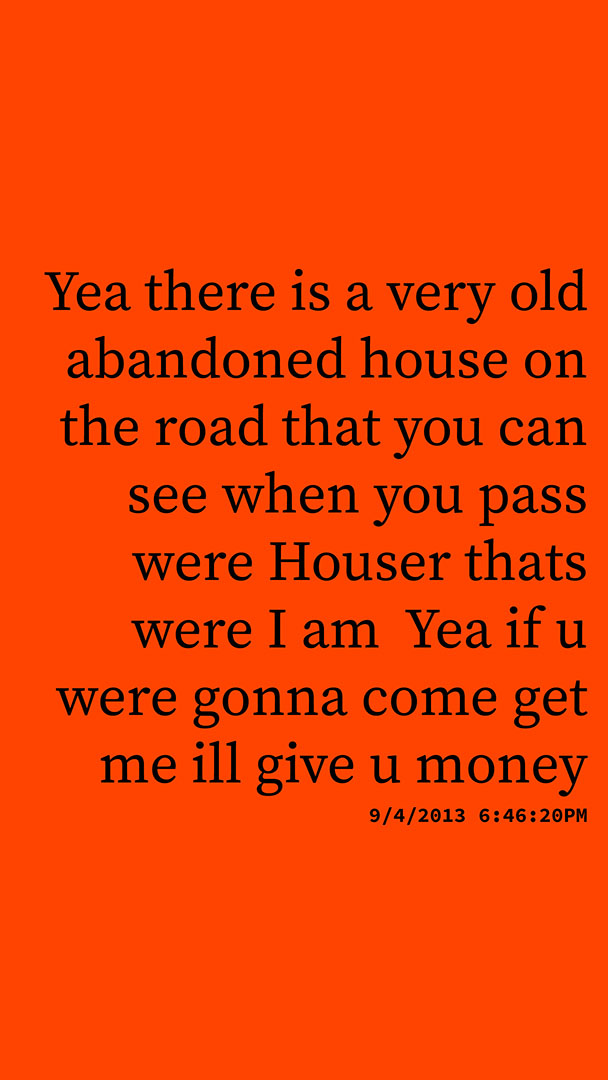 Yea there is a very old
abandoned house on
the road that you can
see when you pass
were Houser thats
were I am  Yea if u
were gonna come get
me ill give u money
9/4/2013 6:46:20PM